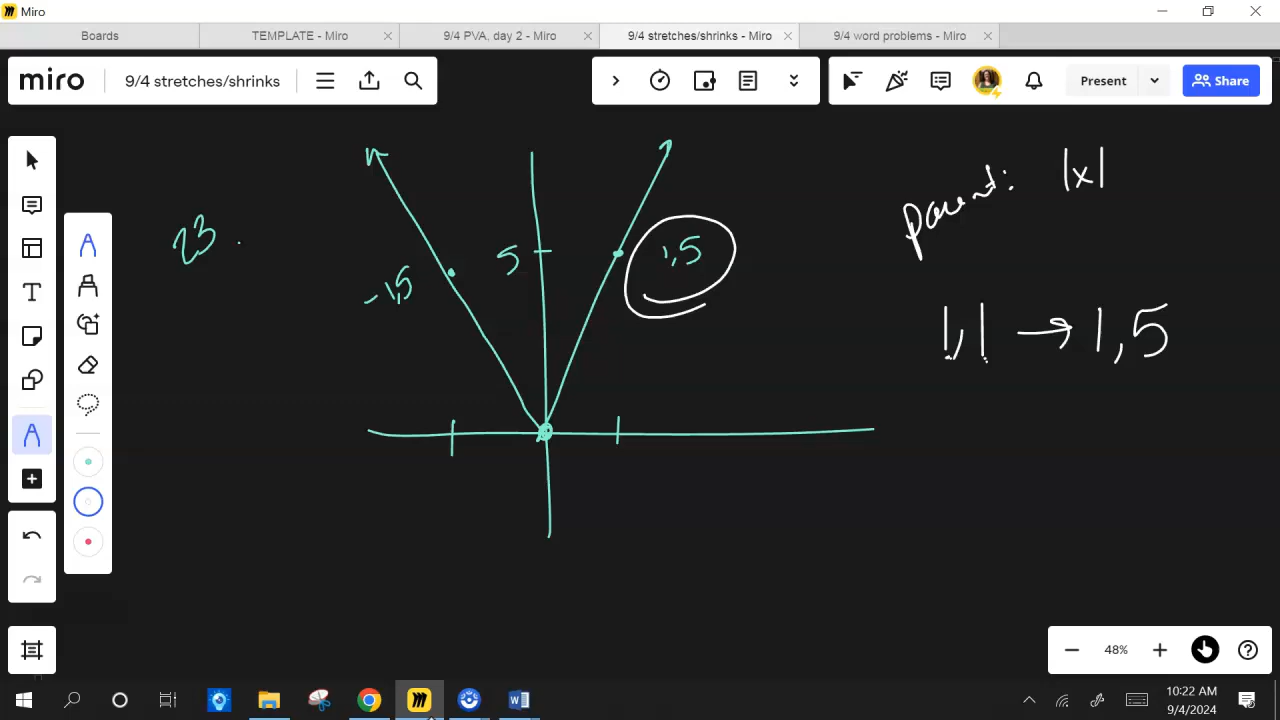 Miro
Boards
TEMPLATE - Miro
9/4 PVA, day 2 - Miro
9/4 stretches/shrinks - Miro
9/4 word problems - Miro
miro
9/4 stretches/shrinks
Present
Share
parent: |x|
23.
5
1,5
-1,5
1,1 → 1,5
48%
10:22 AM
9/4/2024